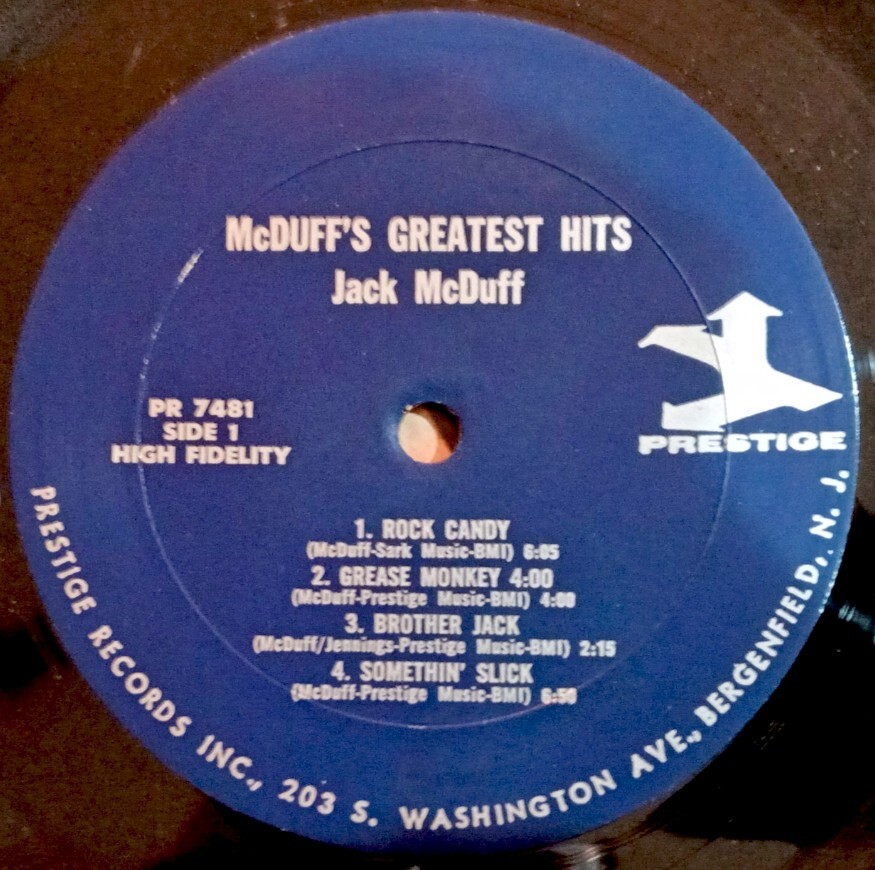 McDUFF'S GREATEST HITS
Jack McDuff
PR 7481
SIDE 1
HIGH FIDELITY
PRESTIGE
1. ROCK CANDY
(McDuff-Sark Music-BMI) 6:05
2. GREASE MONKEY 4:00
(McDuff-Prestige Music-BMI) 4:00
3. BROTHER JACK
(McDuff/Jennings-Prestige Music-BMI) 2:15
4. SOMETHIN' SLICK
(McDuff-Prestige Music-BMI) 6:50
PRESTIGE RECORDS INC., 203 S. WASHINGTON AVE., BERGENFIELD, N. J.